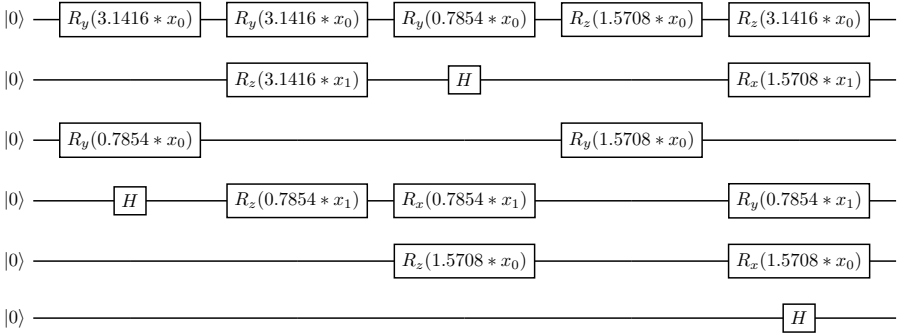 |0⟩ R_y(3.1416 * x_0) R_y(3.1416 * x_0) R_y(0.7854 * x_0) R_z(1.5708 * x_0) R_z(3.1416 * x_0)
|0⟩ R_z(3.1416 * x_1) H R_x(1.5708 * x_1)
|0⟩ R_y(0.7854 * x_0) R_y(1.5708 * x_0)
|0⟩ H R_z(0.7854 * x_1) R_x(0.7854 * x_1) R_y(0.7854 * x_1)
|0⟩ R_z(1.5708 * x_0) R_x(1.5708 * x_0)
|0⟩ H